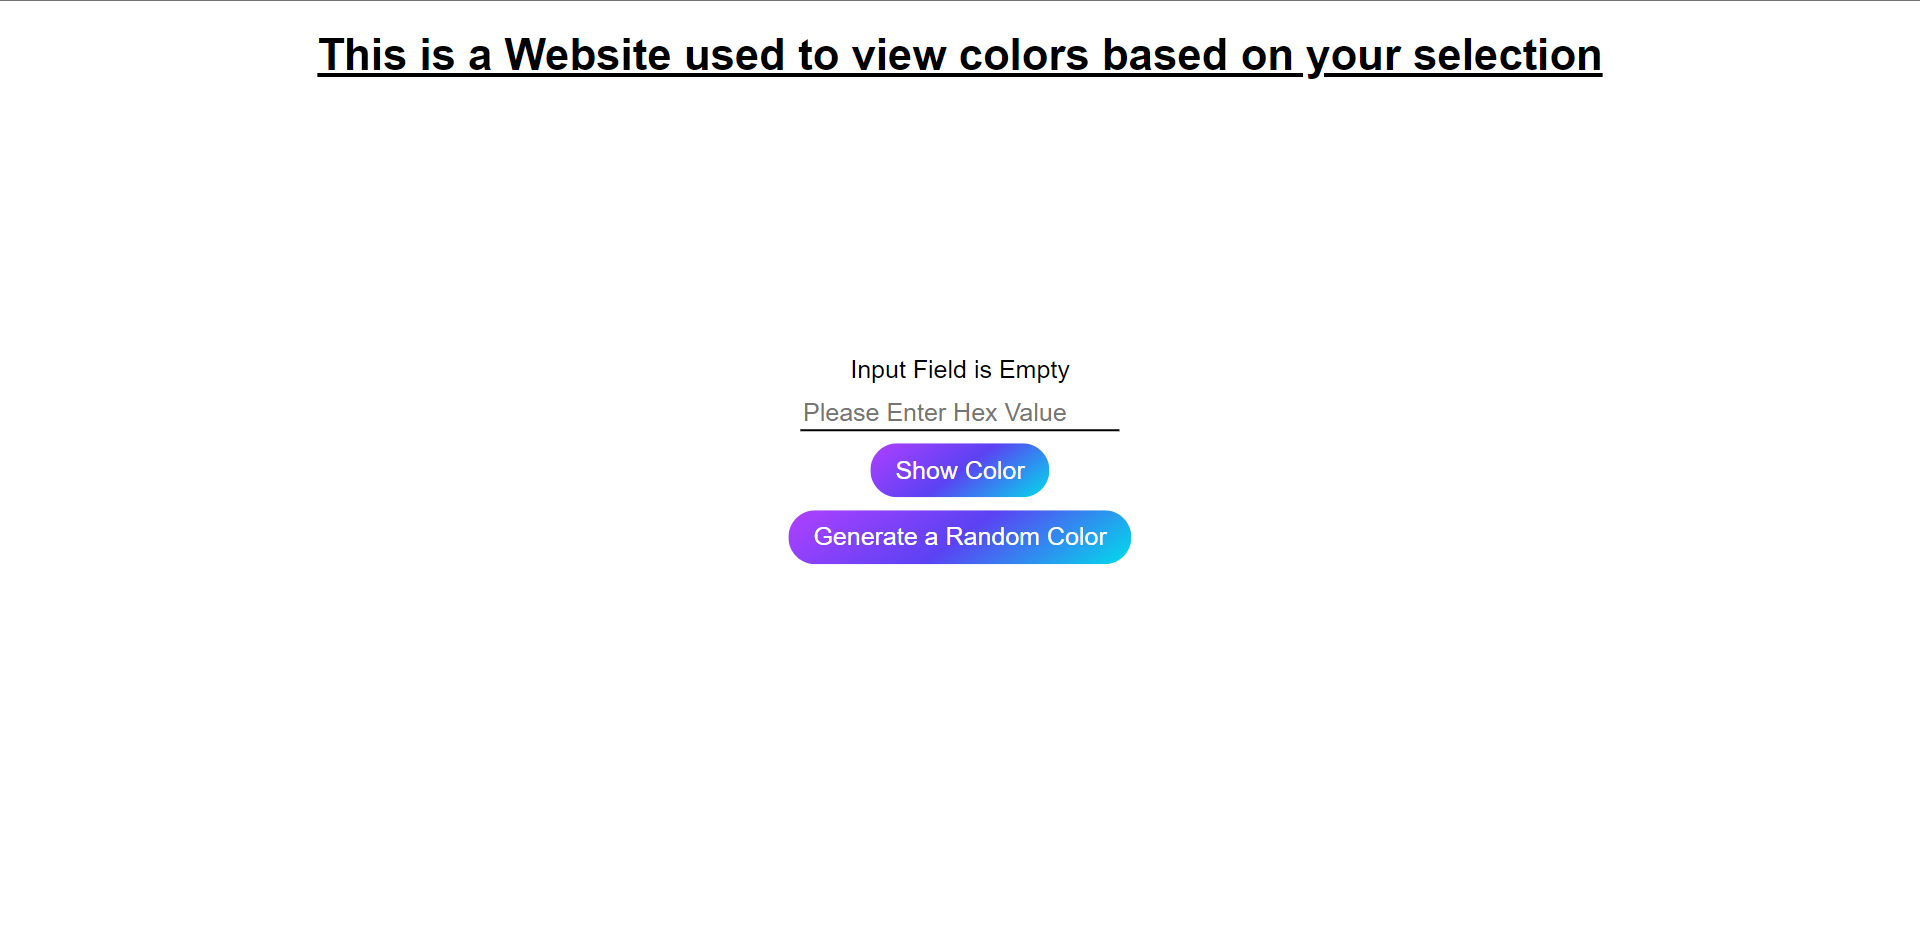 This is a Website used to view colors based on your selection
Input Field is Empty
Please Enter Hex Value
Show Color
Generate a Random Color